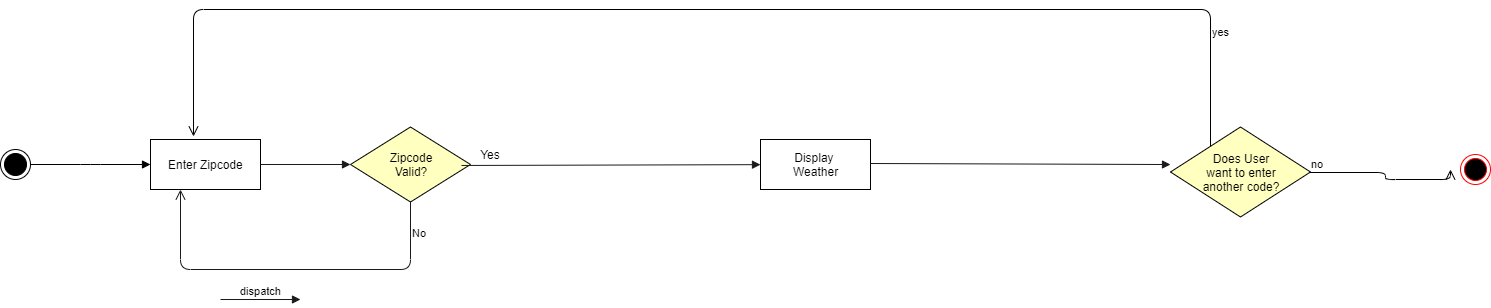 yes
Enter Zipcode
Zipcode
Valid?
Yes
No
Display
Weather
Does User
want to enter
another code?
no
dispatch